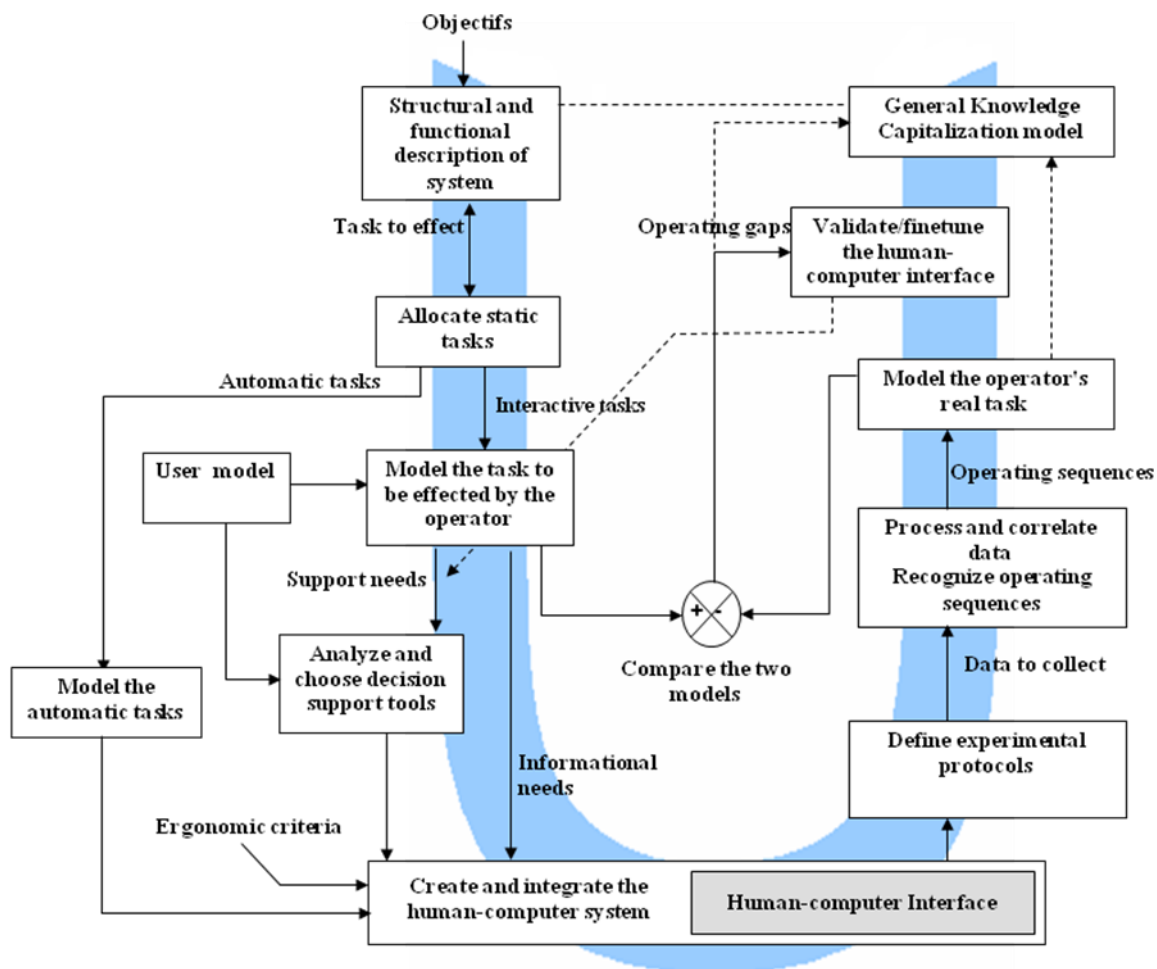 Objectifs
Structural and
functional
description of
system
General Knowledge
Capitalization model
Task to effect
Operating gaps
Validate/finetune
the human-
computer interface
Allocate static
tasks
Automatic tasks
Interactive tasks
Model the operator's
real task
User model
Model the task to
be effected by the
operator
Operating sequences
Process and correlate
data
Recognize operating
sequences
Support needs
+ -
Compare the two
models
Analyze and
choose decision
support tools
Data to collect
Model the
automatic tasks
Define experimental
protocols
Informational
needs
Ergonomic criteria
Create and integrate the
human-computer system
Human-computer Interface